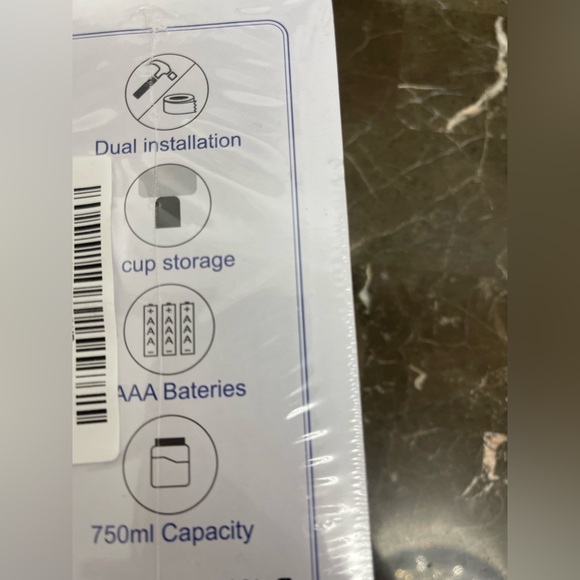 Dual installation
cup storage
+ + +
A A A
A A A
A A A
- - -
AAA Bateries
750ml Capacity